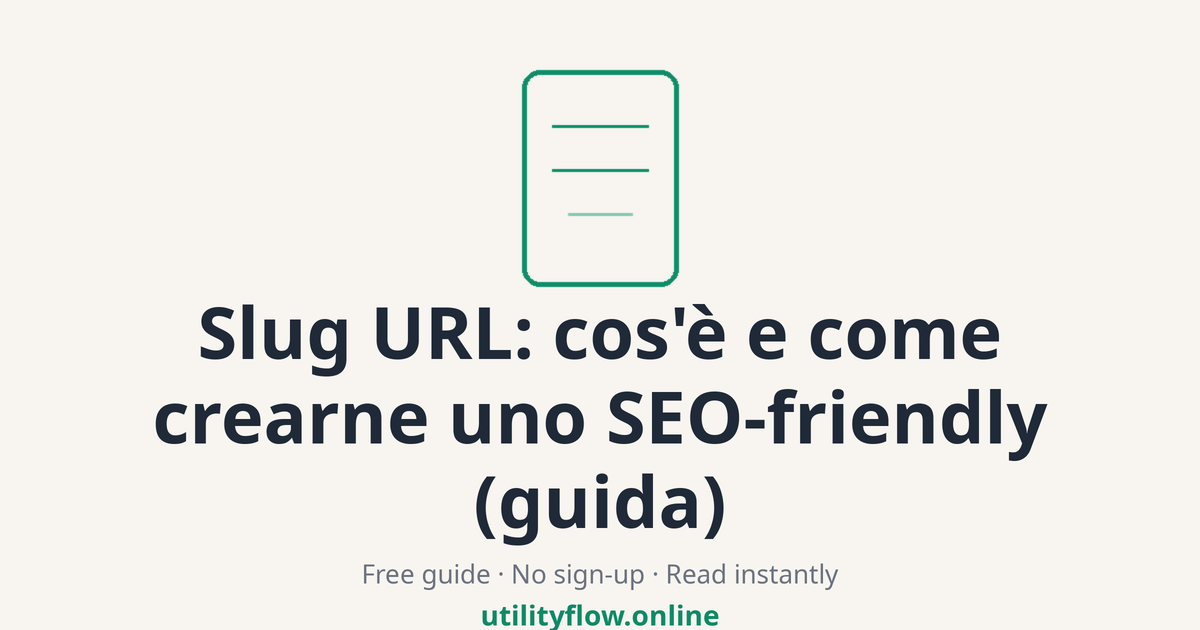 Slug URL: cos'è e come
crearne uno SEO-friendly
(guida)
Free guide · No sign-up · Read instantly
utilityflow.online